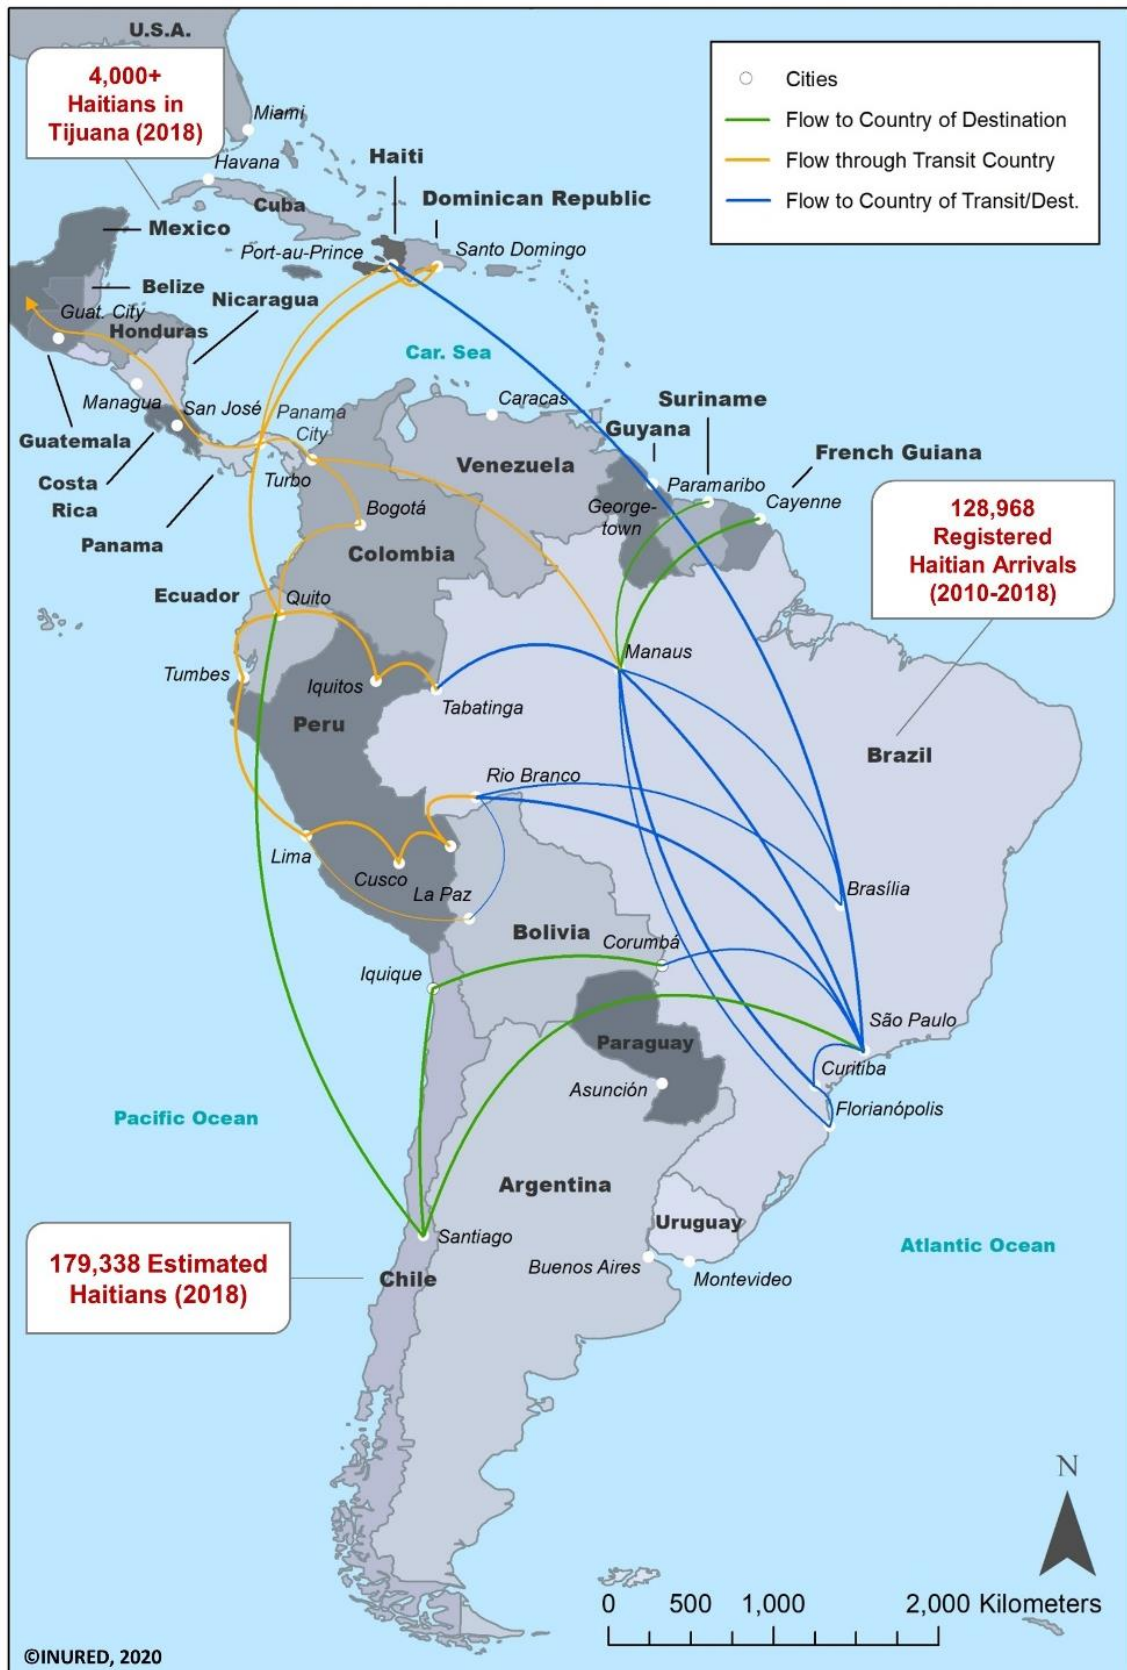 U.S.A.
4,000+
Haitians in
Tijuana (2018)
Cities
Flow to Country of Destination
Flow through Transit Country
Flow to Country of Transit/Dest.
Miami
Havana
Haiti
Cuba
Dominican Republic
Mexico
Port-au-Prince
Santo Domingo
Belize
Nicaragua
Guat. City
Honduras
Car. Sea
Managua
San José
Panama
City
Caracas
Suriname
Guyana
Guatemala
Venezuela
French Guiana
Costa
Rica
Turbo
Paramaribo
Cayenne
George-
town
Bogotá
Panama
Colombia
128,968
Registered
Haitian Arrivals
(2010-2018)
Ecuador
Quito
Manaus
Tumbes
Iquitos
Tabatinga
Peru
Brazil
Rio Branco
Lima
Cusco
La Paz
Brasília
Bolivia
Corumbá
Iquique
São Paulo
Paraguay
Curitiba
Asunción
Florianópolis
Pacific Ocean
Argentina
Uruguay
Santiago
Atlantic Ocean
Buenos Aires
Montevideo
179,338 Estimated
Haitians (2018)
Chile
N
0 500 1,000 2,000 Kilometers
©INURED, 2020